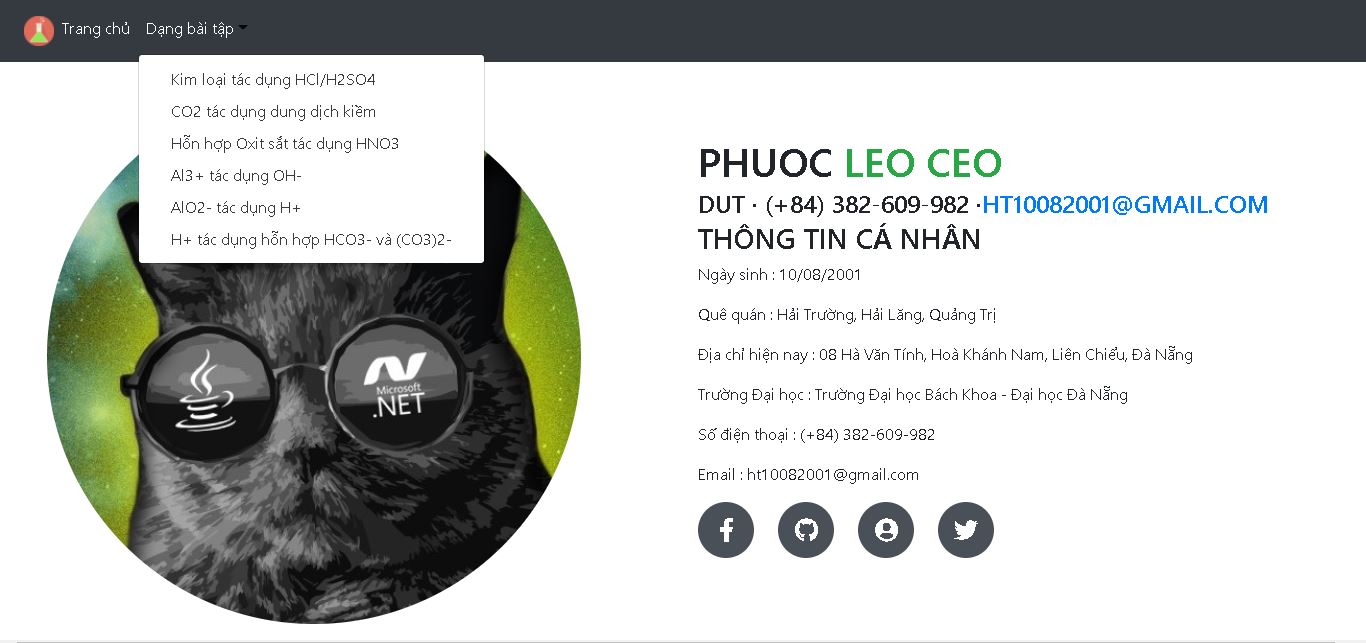 Trang chủ Dạng bài tập
Kim loại tác dụng HCl/H2SO4
CO2 tác dụng dung dịch kiềm
Hỗn hợp Oxit sắt tác dụng HNO3
Al3+ tác dụng OH-
AlO2- tác dụng H+
H+ tác dụng hỗn hợp HCO3- và (CO3)2-
PHUOC LEO CEO
DUT · (+84) 382-609-982 ·HT10082001@GMAIL.COM
THÔNG TIN CÁ NHÂN
Ngày sinh : 10/08/2001
Quê quán : Hải Trường, Hải Lăng, Quảng Trị
Địa chỉ hiện nay : 08 Hà Văn Tính, Hoà Khánh Nam, Liên Chiểu, Đà Nẵng
Trường Đại học : Trường Đại học Bách Khoa - Đại học Đà Nẵng
Số điện thoại : (+84) 382-609-982
Email : ht10082001@gmail.com
Microsoft
.NET